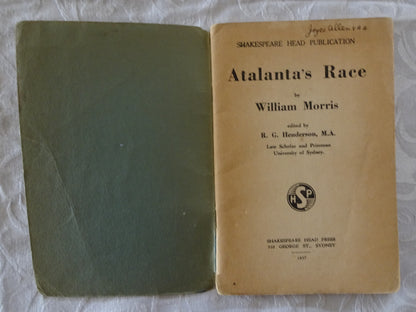 Joyce Allen
SHAKESPEARE HEAD PUBLICATION
Atalanta's Race
by
William Morris
edited by
R. G. Henderson, M.A.
Late Scholar and Prizeman
University of Sydney.
H S P
SHAKESPEARE HEAD PRESS
GEORGE ST., SYDNEY
1937